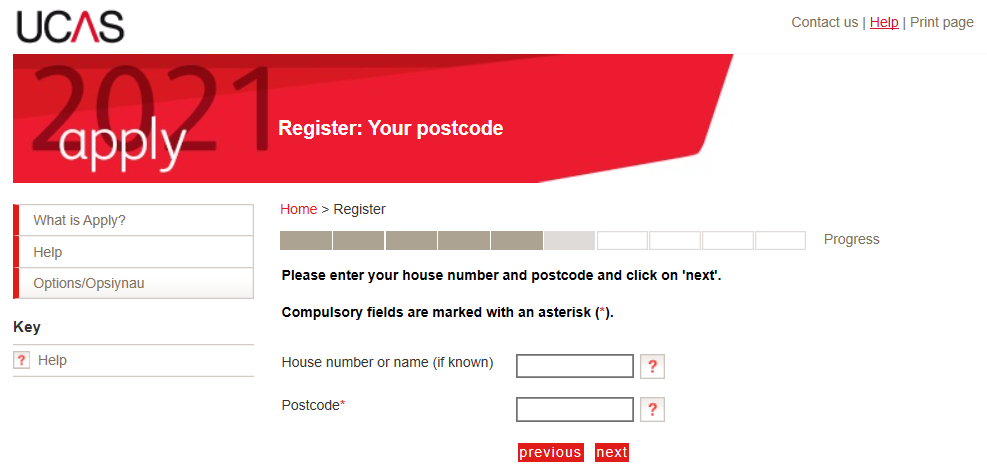 UCAS
Contact us | Help | Print page
2021
apply
Register: Your postcode
What is Apply?
Help
Options/Opsiynau
Key
? Help
Home > Register
Progress
Please enter your house number and postcode and click on 'next'.
Compulsory fields are marked with an asterisk (*).
House number or name (if known) ?
Postcode* ?
previous next